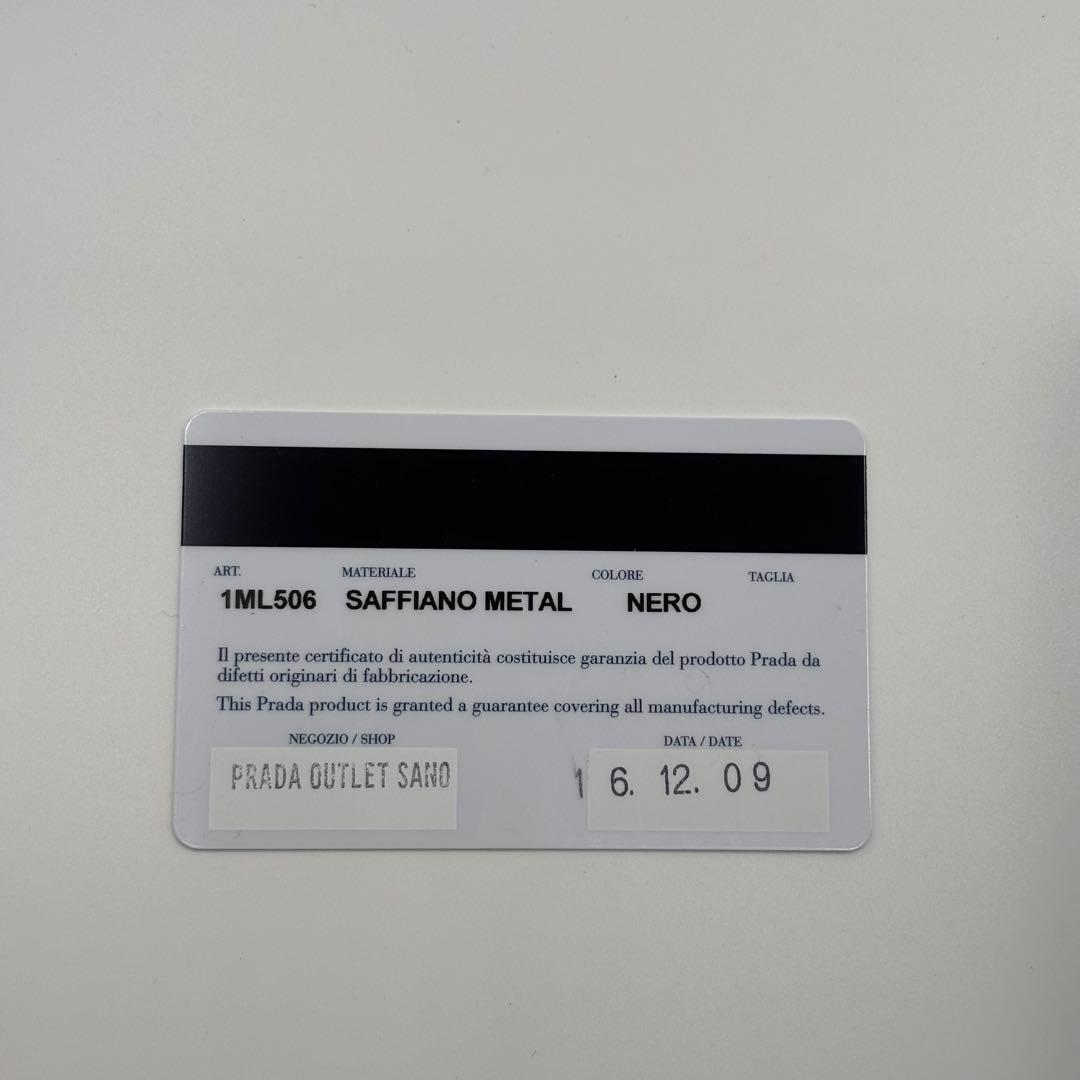 ART. MATERIALE COLORE TAGLIA
1ML506 SAFFIANO METAL NERO
Il presente certificato di autenticità costituisce garanzia del prodotto Prada da
difetti originari di fabbricazione.
This Prada product is granted a guarantee covering all manufacturing defects.
NEGOZIO / SHOP DATA / DATE
PRADA OUTLET SANO 16. 12. 09